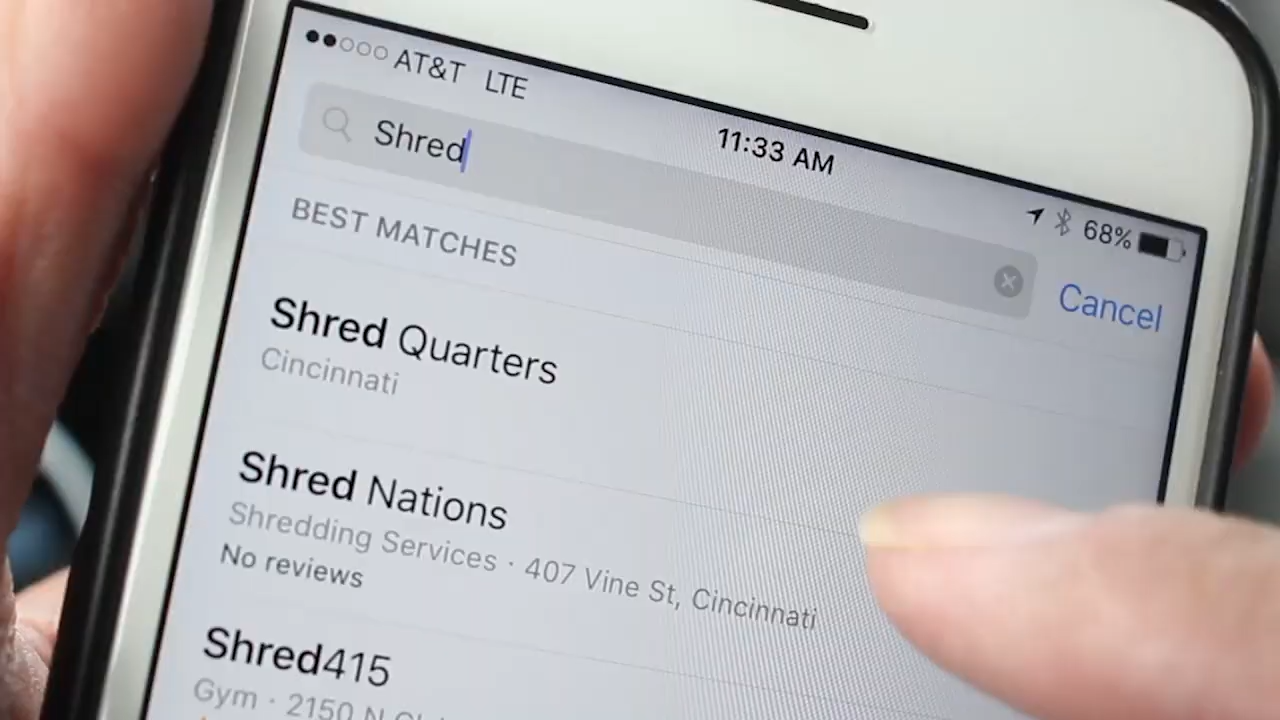 AT&T LTE
11:33 AM
68%
Shred
Cancel
BEST MATCHES
Shred Quarters
Cincinnati
Shred Nations
Shredding Services · 407 Vine St, Cincinnati
No reviews
Shred415
Gym · 2150 N